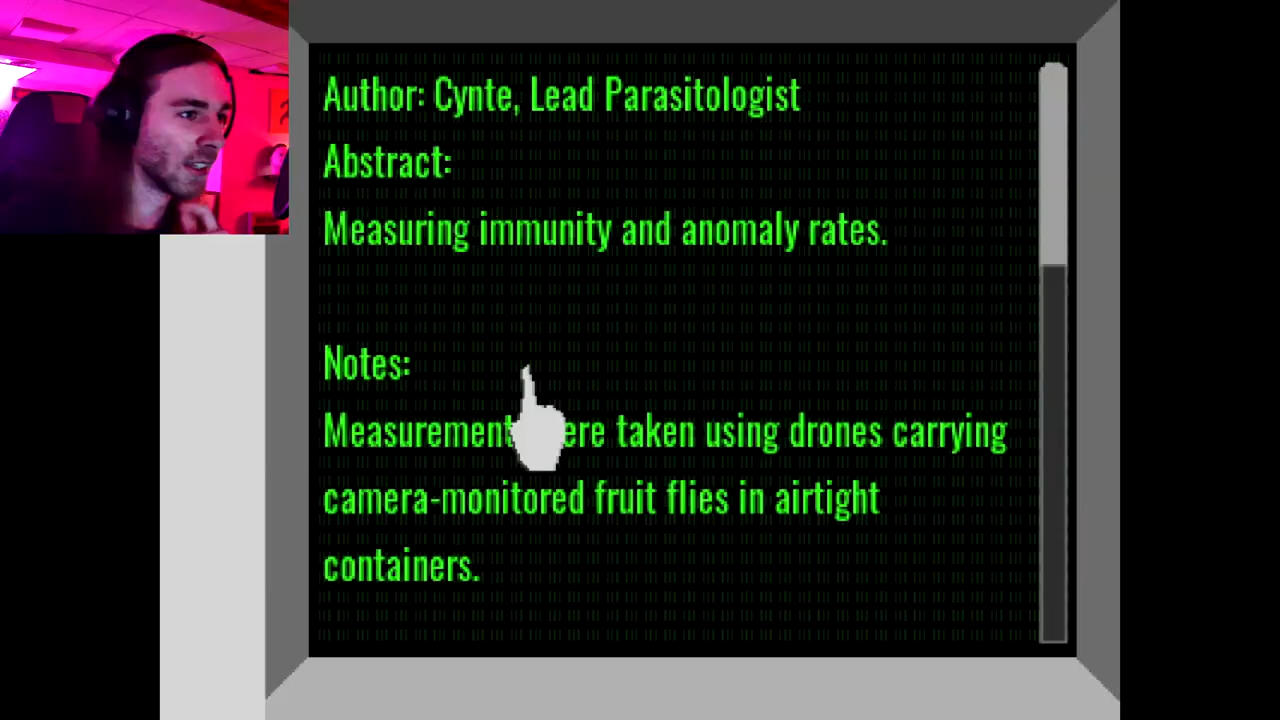 Author: Cynte, Lead Parasitologist
Abstract:
Measuring immunity and anomaly rates.
Notes:
taken using drones carrying
camera-monitored fruit flies in airtight
containers.